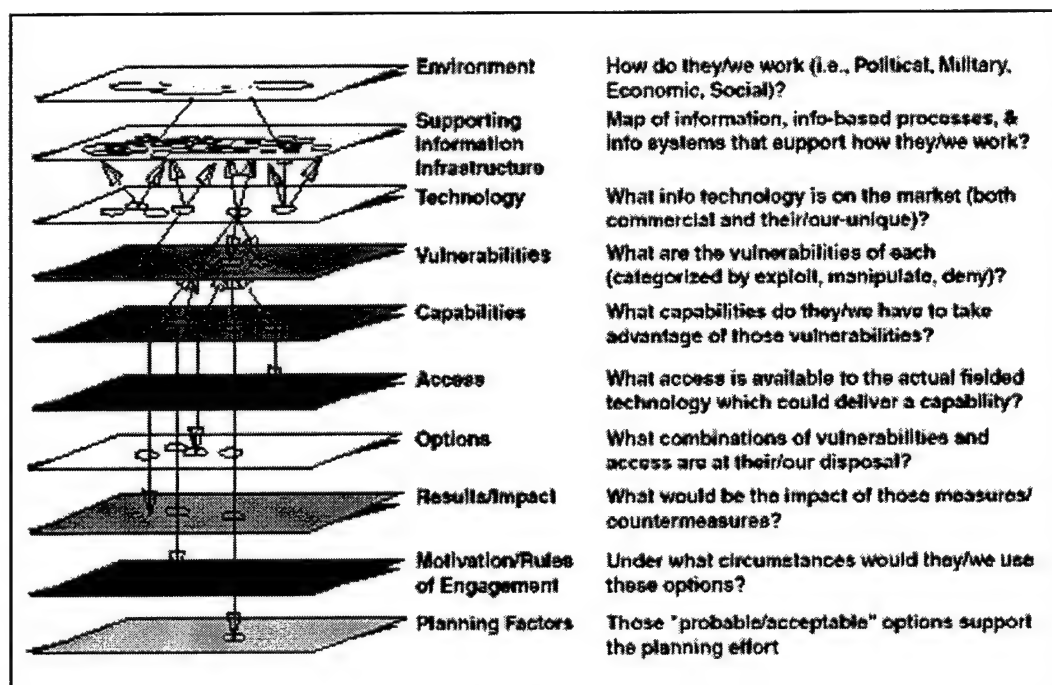 Environment How do they/we work (i.e., Political, Military,
Economic, Social)?
Supporting Map of information, info-based processes, &
Information info systems that support how they/we work?
Infrastructure
Technology What info technology is on the market (both
commercial and their/our-unique)?
Vulnerabilities What are the vulnerabilities of each
(categorized by exploit, manipulate, deny)?
Capabilities What capabilities do they/we have to take
advantage of those vulnerabilities?
Access What access is available to the actual fielded
technology which could deliver a capability?
Options What combinations of vulnerabilities and
access are at their/our disposal?
Results/Impact What would be the impact of those measures/
countermeasures?
Motivation/Rules Under what circumstances would they/we use
of Engagement these options?
Planning Factors Those "probable/acceptable" options support
the planning effort